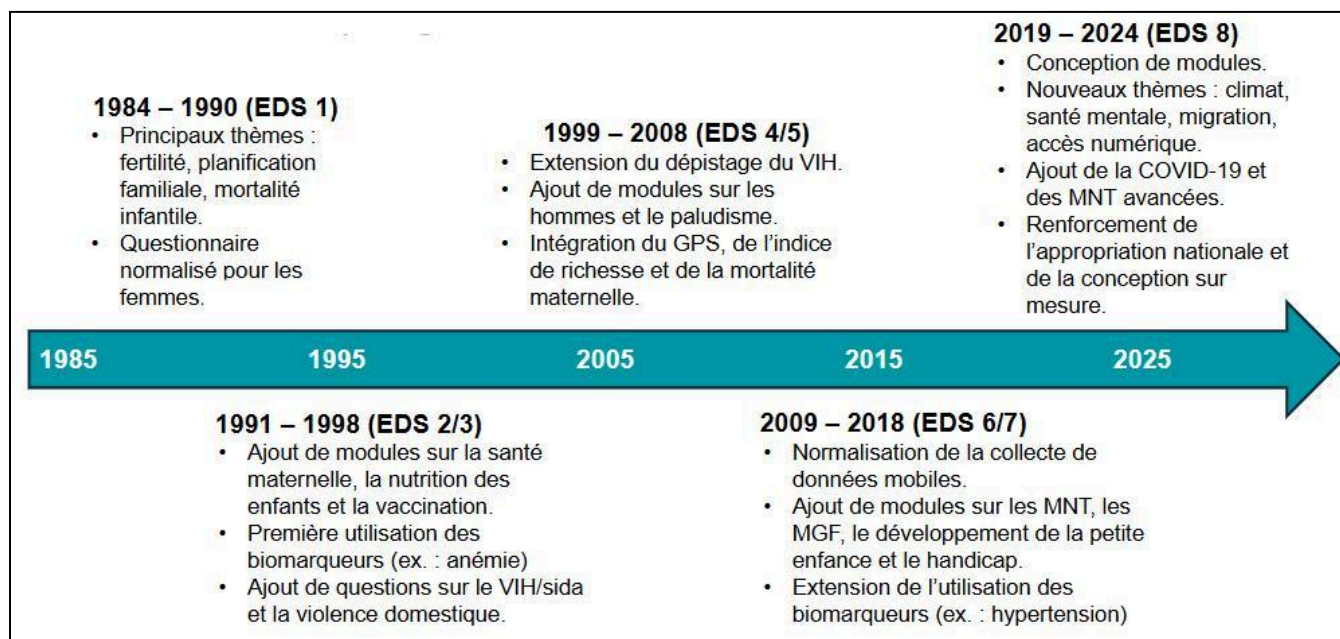 1984 – 1990 (EDS 1)
• Principaux thèmes :
fertilité, planification
familiale, mortalité
infantile.
• Questionnaire
normalisé pour les
femmes.
1999 – 2008 (EDS 4/5)
• Extension du dépistage du VIH.
• Ajout de modules sur les
hommes et le paludisme.
• Intégration du GPS, de l’indice
de richesse et de la mortalité
maternelle.
2019 – 2024 (EDS 8)
• Conception de modules.
• Nouveaux thèmes : climat,
santé mentale, migration,
accès numérique.
• Ajout de la COVID-19 et
des MNT avancées.
• Renforcement de
l’appropriation nationale et
de la conception sur
mesure.
1985 1995 2005 2015 2025
1991 – 1998 (EDS 2/3)
• Ajout de modules sur la santé
maternelle, la nutrition des
enfants et la vaccination.
• Première utilisation des
biomarqueurs (ex. : anémie)
• Ajout de questions sur le VIH/sida
et la violence domestique.
2009 – 2018 (EDS 6/7)
• Normalisation de la collecte de
données mobiles.
• Ajout de modules sur les MNT, les
MGF, le développement de la petite
enfance et le handicap.
• Extension de l’utilisation des
biomarqueurs (ex. : hypertension)